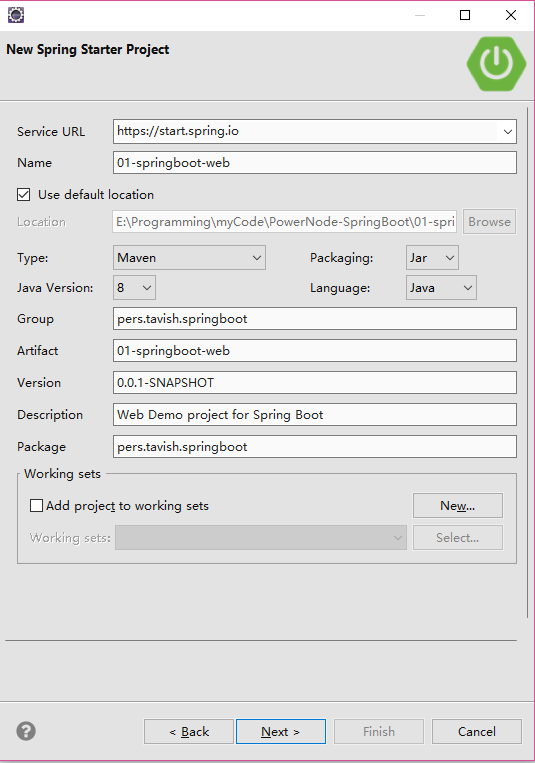 New Spring Starter Project
Service URL https://start.spring.io
Name 01-springboot-web
Use default location
Location E:\Programming\myCode\PowerNode-SpringBoot\01-spri Browse
Type: Maven Packaging: Jar
Java Version: 8 Language: Java
Group pers.tavish.springboot
Artifact 01-springboot-web
Version 0.0.1-SNAPSHOT
Description Web Demo project for Spring Boot
Package pers.tavish.springboot
Working sets
Add project to working sets New...
Working sets: Select...
? < Back Next > Finish Cancel